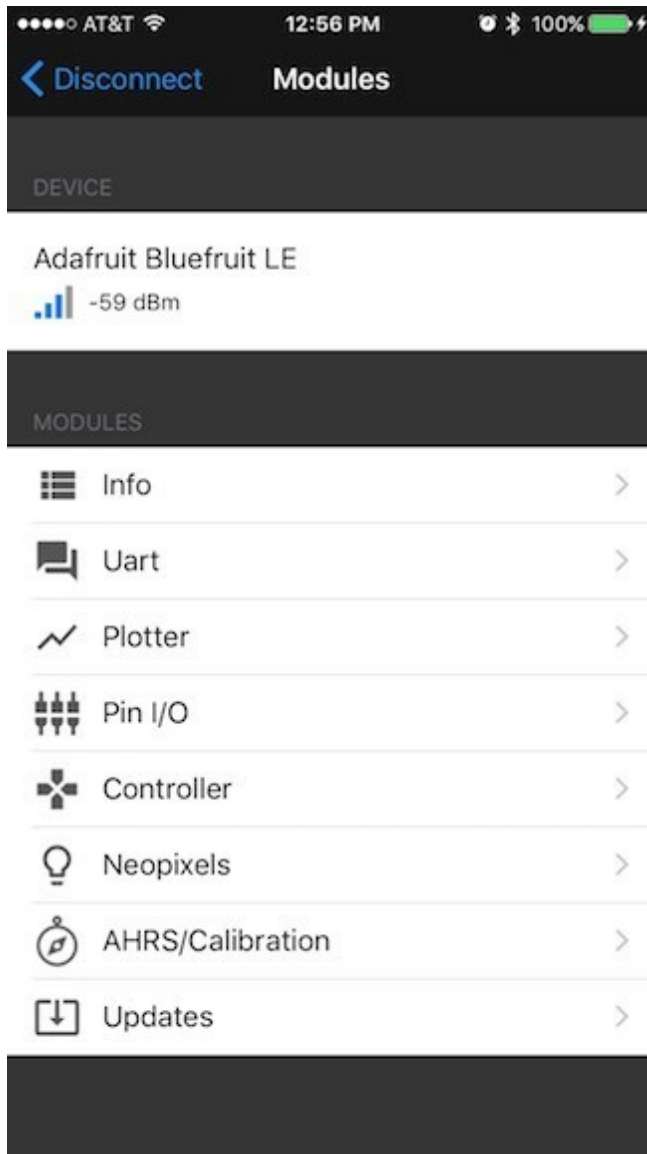 AT&T 12:56 PM 100%
Disconnect Modules
DEVICE
Adafruit Bluefruit LE
-59 dBm
MODULES
Info
Uart
Plotter
Pin I/O
Controller
Neopixels
AHRS/Calibration
Updates